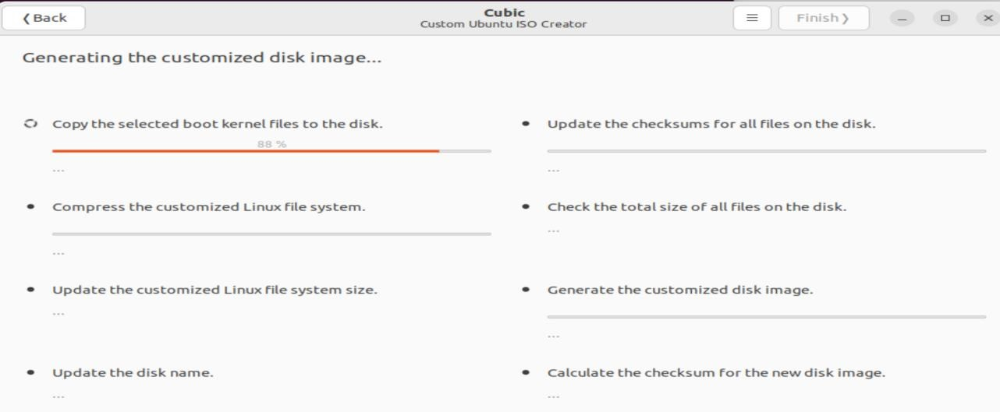 Back
Cubic
Custom Ubuntu ISO Creator
Finish
Generating the customized disk image...
Copy the selected boot kernel files to the disk.
88 %
...
Compress the customized Linux file system.
...
Update the customized Linux file system size.
...
Update the disk name.
...
Update the checksums for all files on the disk.
...
Check the total size of all files on the disk.
...
Generate the customized disk image.
...
Calculate the checksum for the new disk image.
...